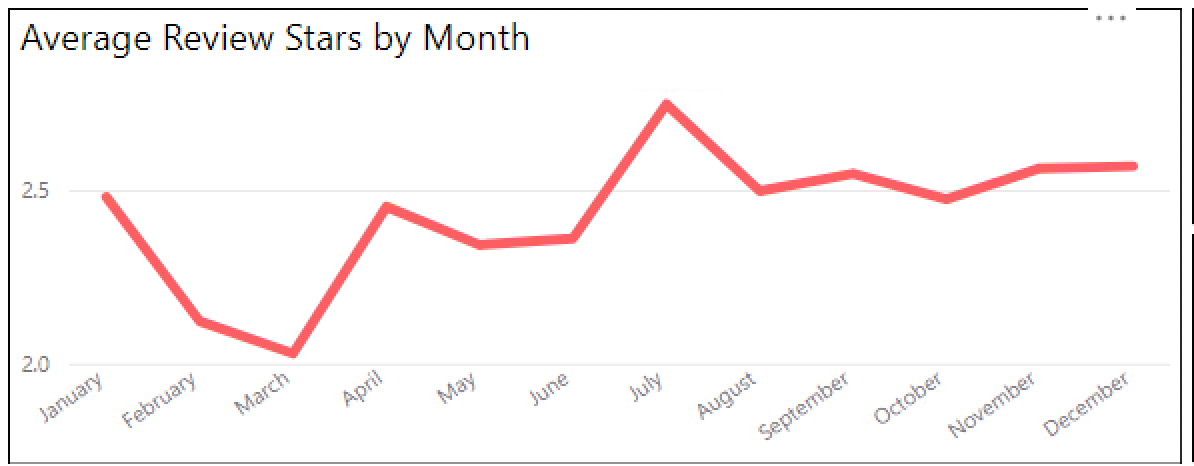 Average Review Stars by Month
2.5
2.0
January
February
March
April
May
June
July
August
September
October
November
December